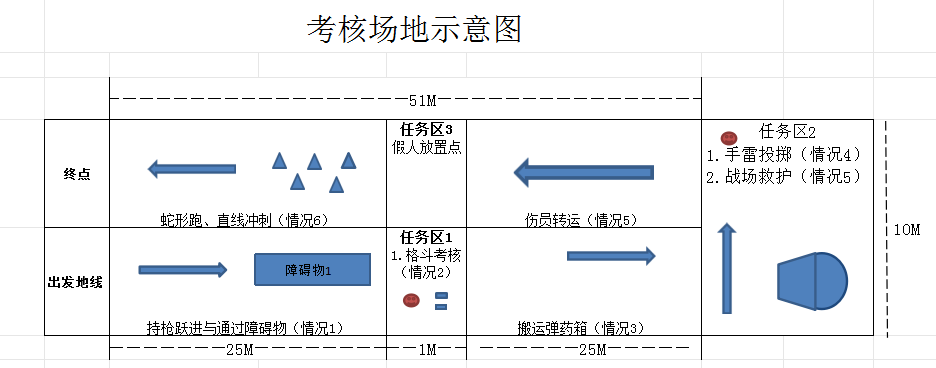 考核场地示意图
51M
终点
蛇形跑、直线冲刺（情况6）
任务区3
假人放置点
伤员转运（情况5）
任务区2
1.手雷投掷（情况4）
2.战场救护（情况5）
10M
出发地线
障碍物1
持枪跃进与通过障碍物（情况1）
任务区1
1.格斗考核
（情况2）
搬运弹药箱（情况3）
25M
1M
25M